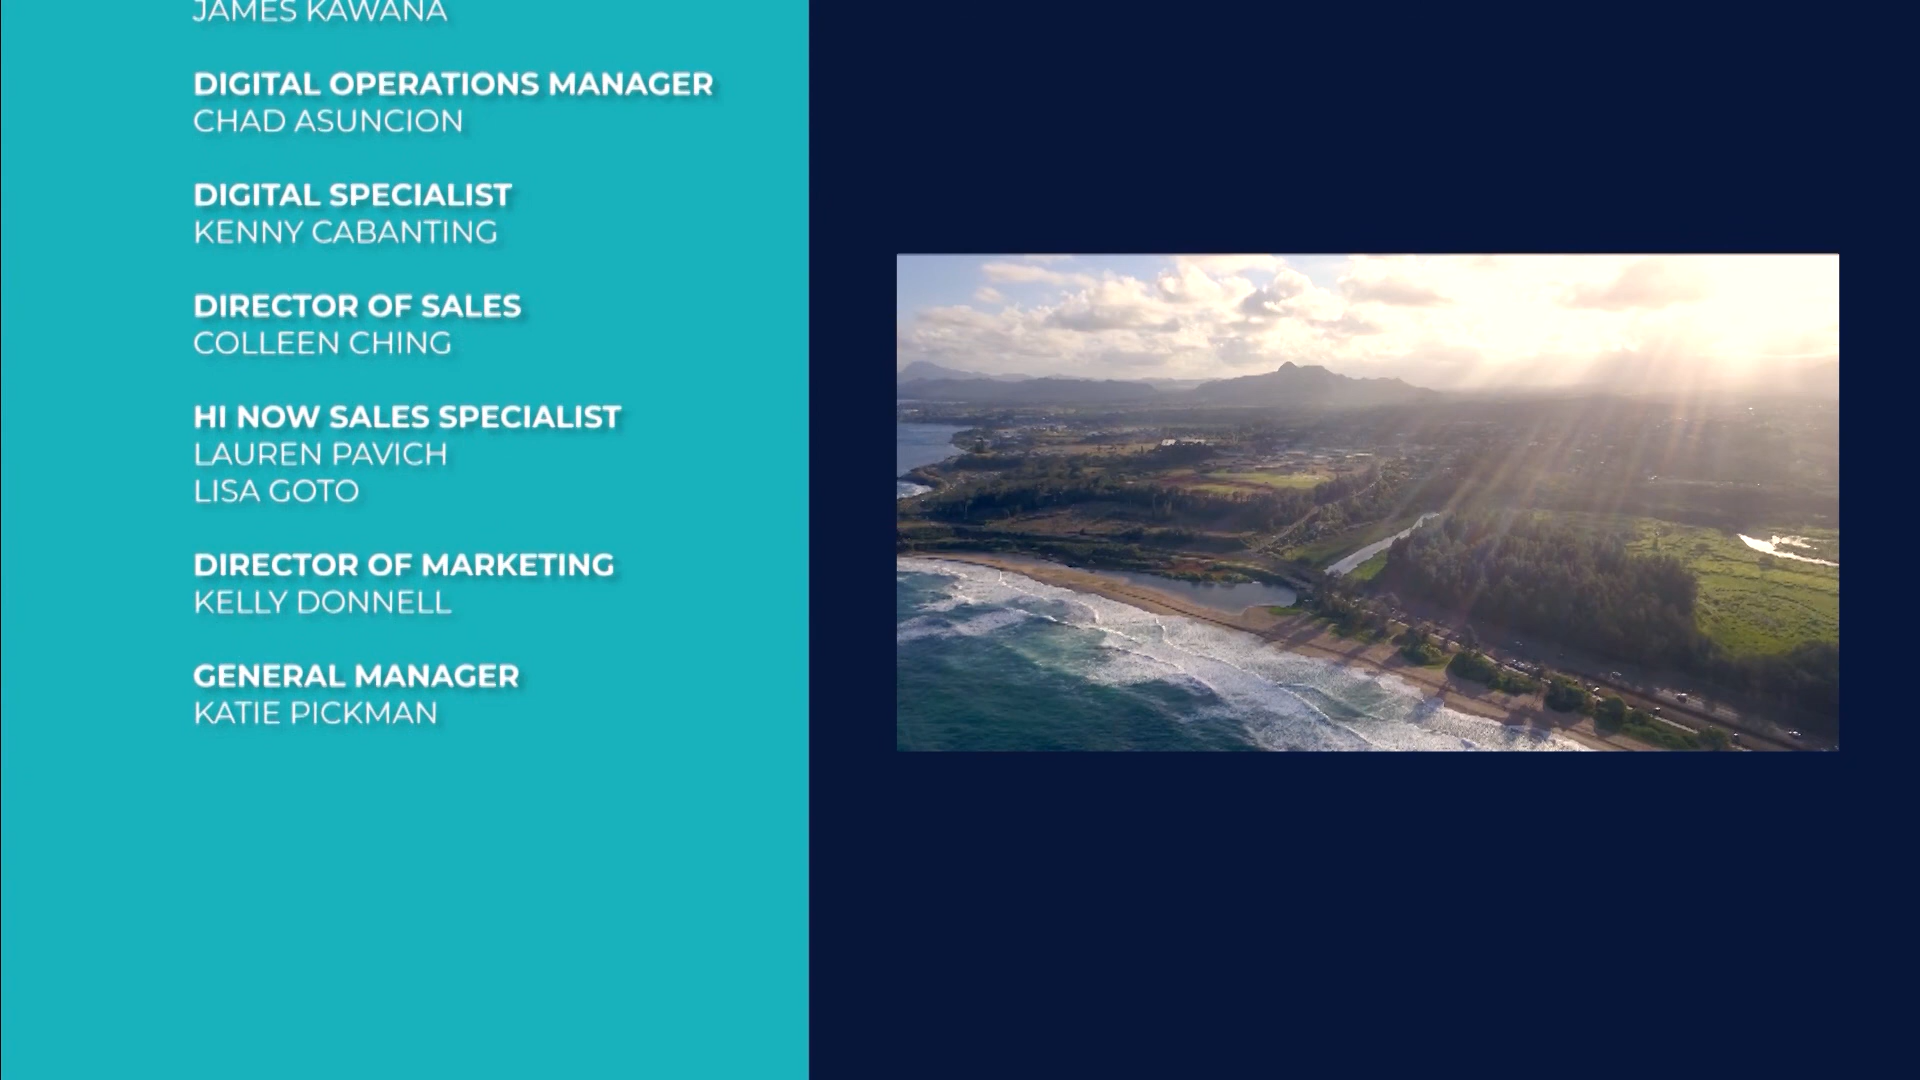 JAMES KAWANA
DIGITAL OPERATIONS MANAGER
CHAD ASUNCION
DIGITAL SPECIALIST
KENNY CABANTING
DIRECTOR OF SALES
COLLEEN CHING
HI NOW SALES SPECIALIST
LAUREN PAVICH
LISA GOTO
DIRECTOR OF MARKETING
KELLY DONNELL
GENERAL MANAGER
KATIE PICKMAN